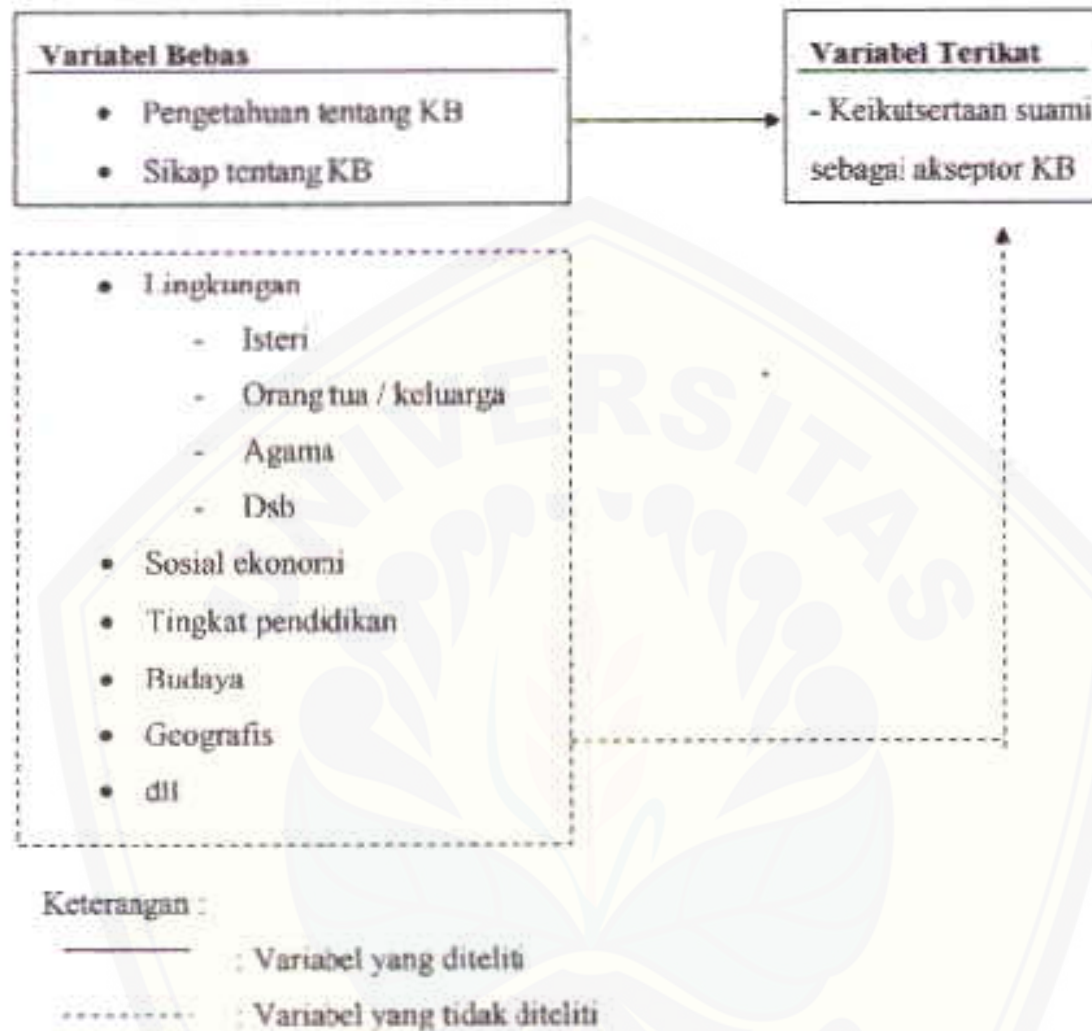 Variabel Bebas
• Pengetahuan tentang KB
• Sikap tentang KB
Variabel Terikat
- Keikutsertaan suami
sebagai akseptor KB
• Lingkungan
- Isteri
- Orang tua / keluarga
- Agama
- Dsb
• Sosial ekonomi
• Tingkat pendidikan
• Budaya
• Geografis
• dll
Keterangan :
: Variabel yang diteliti
: Variabel yang tidak diteliti
UNIVERSITAS